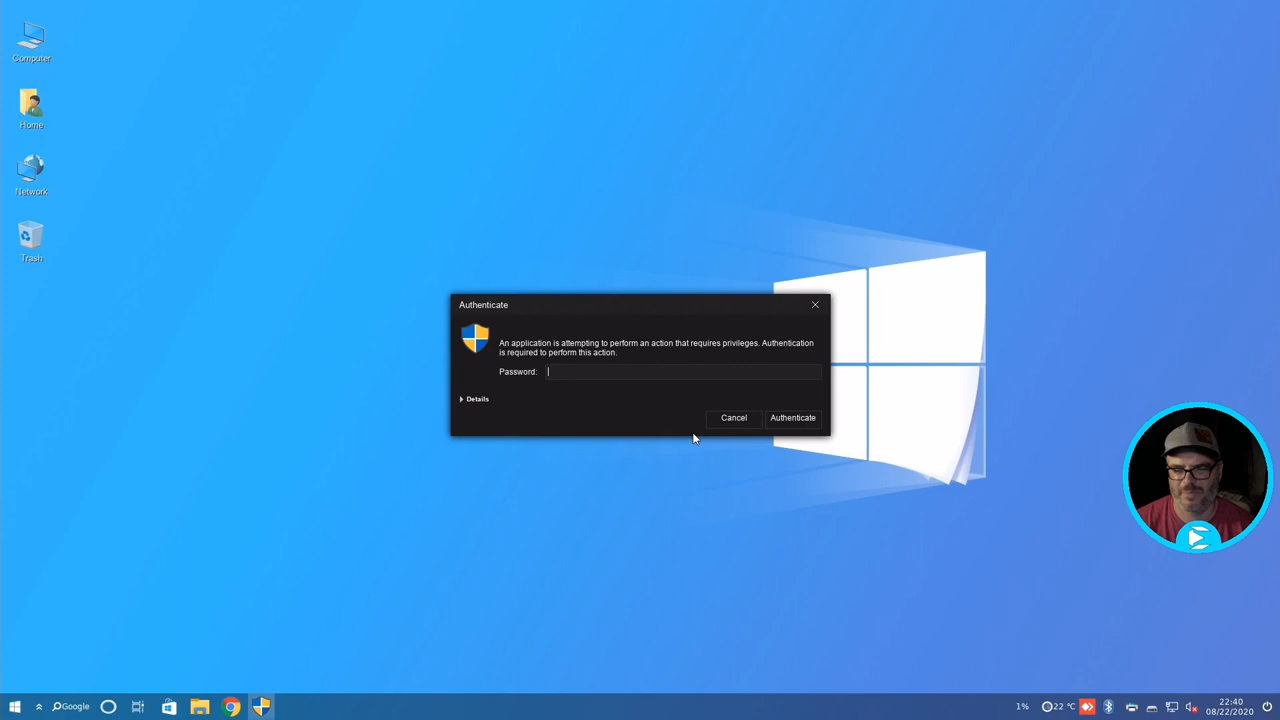 Computer
Home
Network
Trash
Authenticate
An application is attempting to perform an action that requires privileges. Authentication
is required to perform this action.
Password:
Details
Cancel
Authenticate
Google
1%
22 °C
22:40
08/22/2020